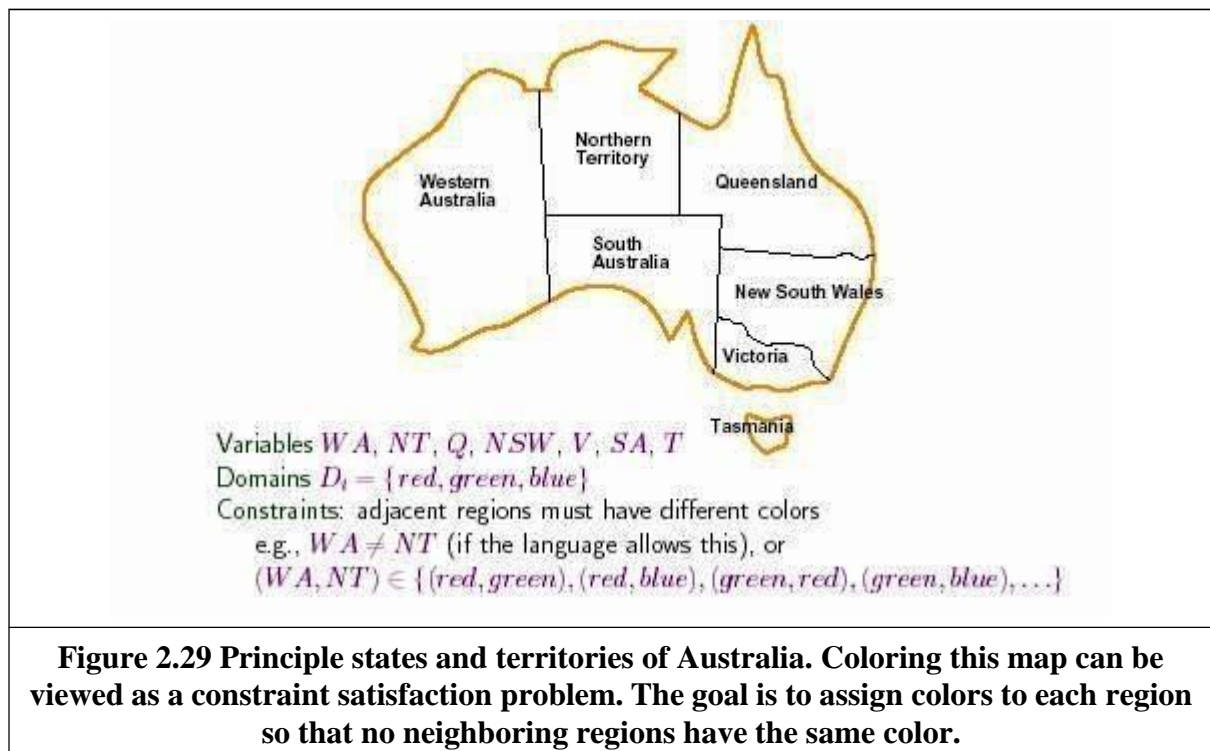 Northern
Territory
Western
Australia
Queensland
South
Australia
New South Wales
Victoria
Tasmania
Variables WA, NT, Q, NSW, V, SA, T
Domains Di = {red, green, blue}
Constraints: adjacent regions must have different colors
e.g., WA ≠ NT (if the language allows this), or
(WA, NT) ∈ {(red, green), (red, blue), (green, red), (green, blue), ...}
Figure 2.29 Principle states and territories of Australia. Coloring this map can be
viewed as a constraint satisfaction problem. The goal is to assign colors to each region
so that no neighboring regions have the same color.